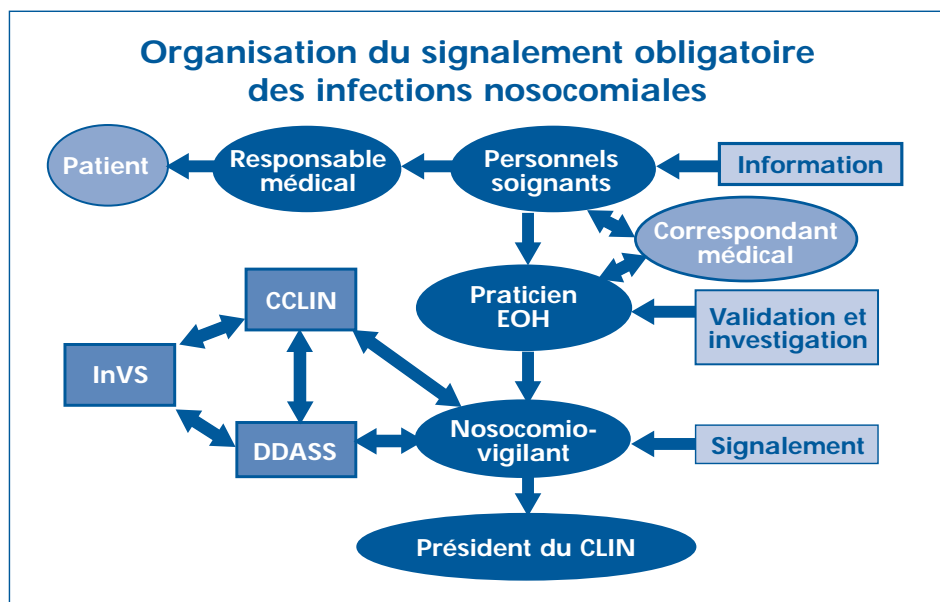 Organisation du signalement obligatoire
des infections nosocomiales
Patient
Responsable
médical
Personnels
soignants
Information
Correspondant
médical
CCLIN
Praticien
EOH
Validation et
investigation
InVS
DDASS
Nosocomio-
vigilant
Signalement
Président du CLIN